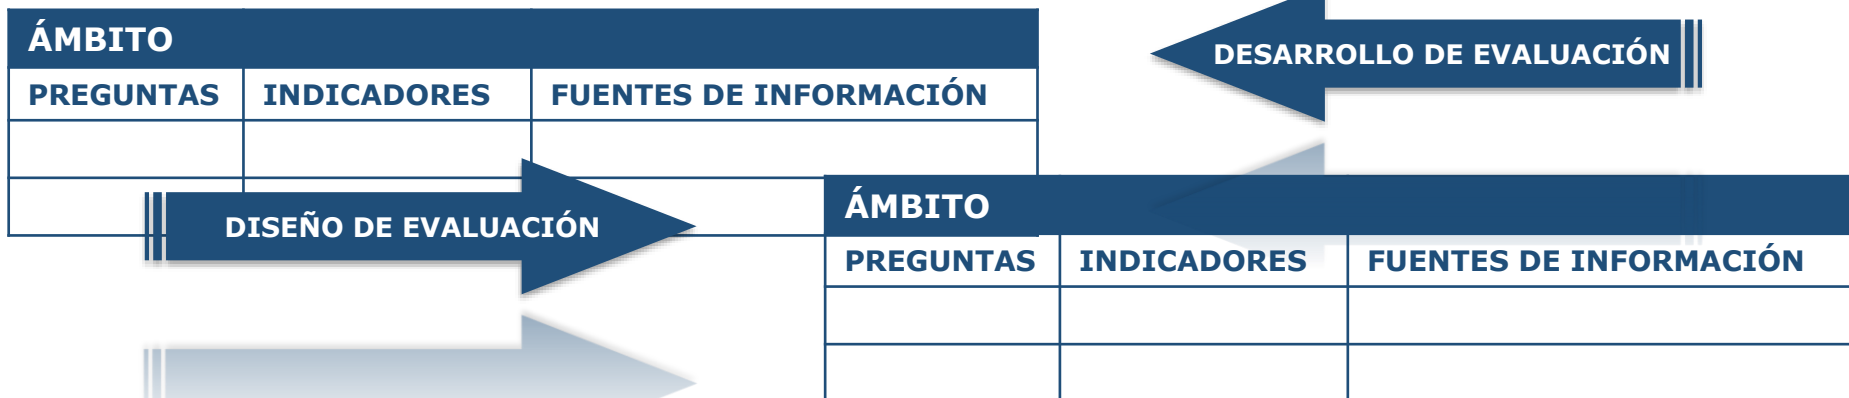 ÁMBITO
PREGUNTAS INDICADORES FUENTES DE INFORMACIÓN
DESARROLLO DE EVALUACIÓN
DISEÑO DE EVALUACIÓN
ÁMBITO
PREGUNTAS INDICADORES FUENTES DE INFORMACIÓN